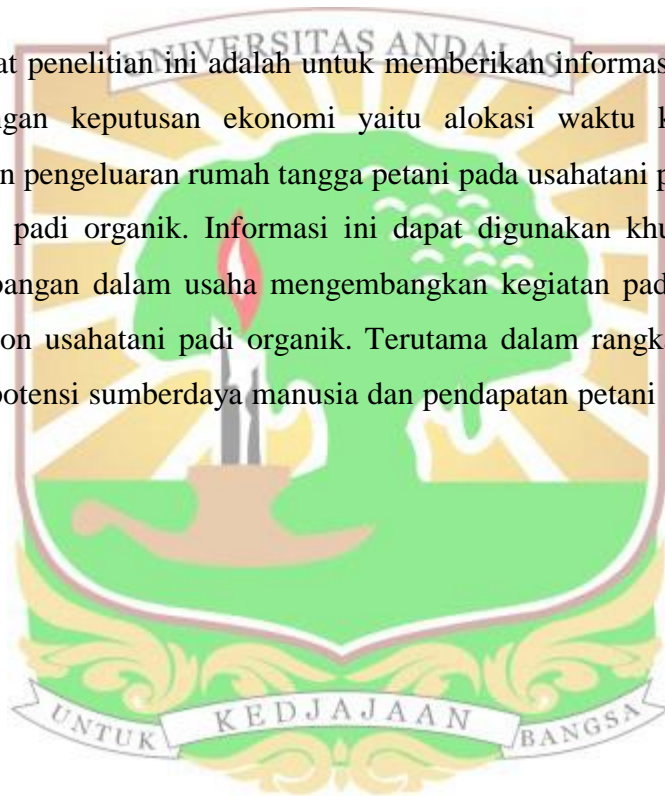 UNIVERSITAS ANDALAS
at penelitian ini adalah untuk memberikan informas
ngan keputusan ekonomi yaitu alokasi waktu k
n pengeluaran rumah tangga petani pada usahatani p
padi organik. Informasi ini dapat digunakan khu
bangan dalam usaha mengembangkan kegiatan pad
on usahatani padi organik. Terutama dalam rangka
potensi sumberdaya manusia dan pendapatan petani
UNTUK KEDJAJAAN BANGSA